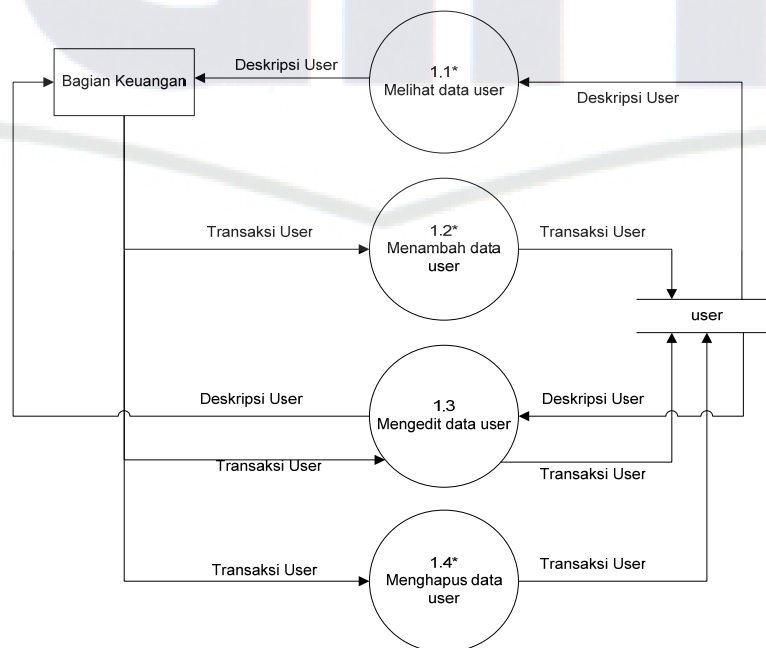 Deskripsi User
1.1*
Melihat data user
Bagian Keuangan
Deskripsi User
Transaksi User
1.2*
Menambah data
user
Transaksi User
user
Deskripsi User
1.3
Mengedit data user
Deskripsi User
Transaksi User
Transaksi User
Transaksi User
1.4*
Menghapus data
user
Transaksi User